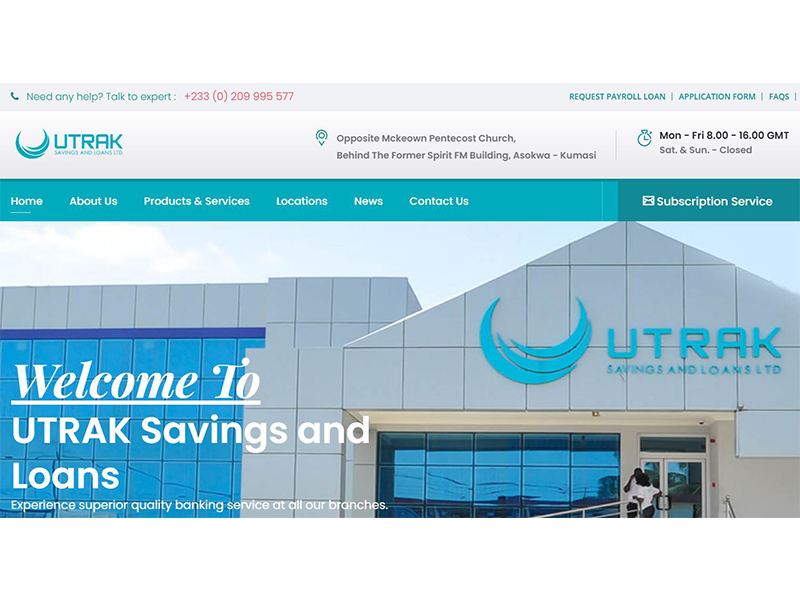 Need any help? Talk to expert : +233 (0) 209 995 577
REQUEST PAYROLL LOAN | APPLICATION FORM | FAQS |
UTRAK
SAVINGS AND LOANS LTD
Opposite Mckeown Pentecost Church,
Behind The Former Spirit FM Building, Asokwa - Kumasi
Mon - Fri 8.00 - 16.00 GMT
Sat. & Sun. - Closed
Home About Us Products & Services Locations News Contact Us Subscription Service
UTRAK
SAVINGS AND LOANS LTD
Welcome To
UTRAK Savings and
Loans
Experience superior quality banking service at all our branches.